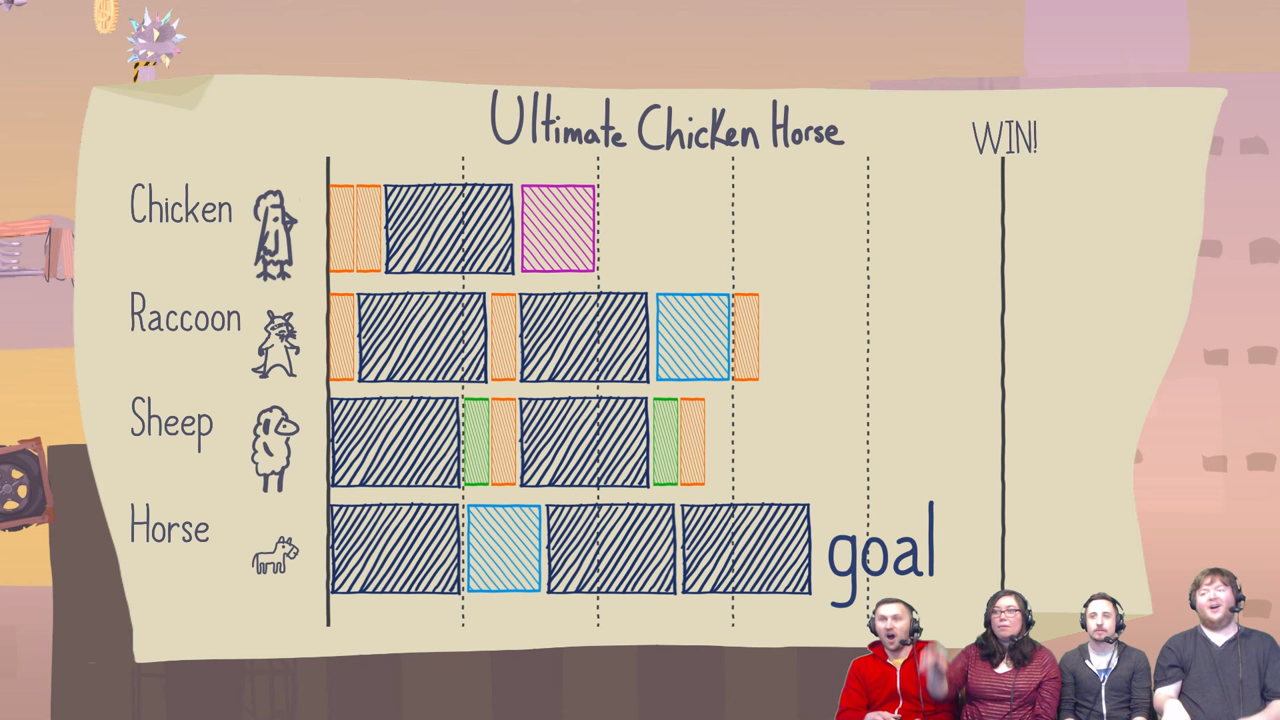 Ultimate Chicken Horse
WIN!
Chicken
Raccoon
Sheep
Horse
goal